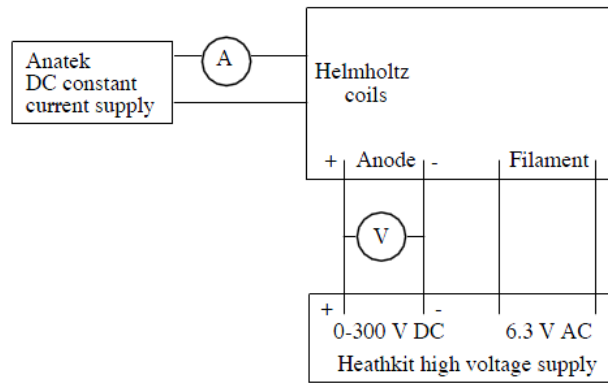 Anatek
DC constant
current supply
A
Helmholtz
coils
+ Anode - Filament
V
+ -
0-300 V DC 6.3 V AC
Heathkit high voltage supply